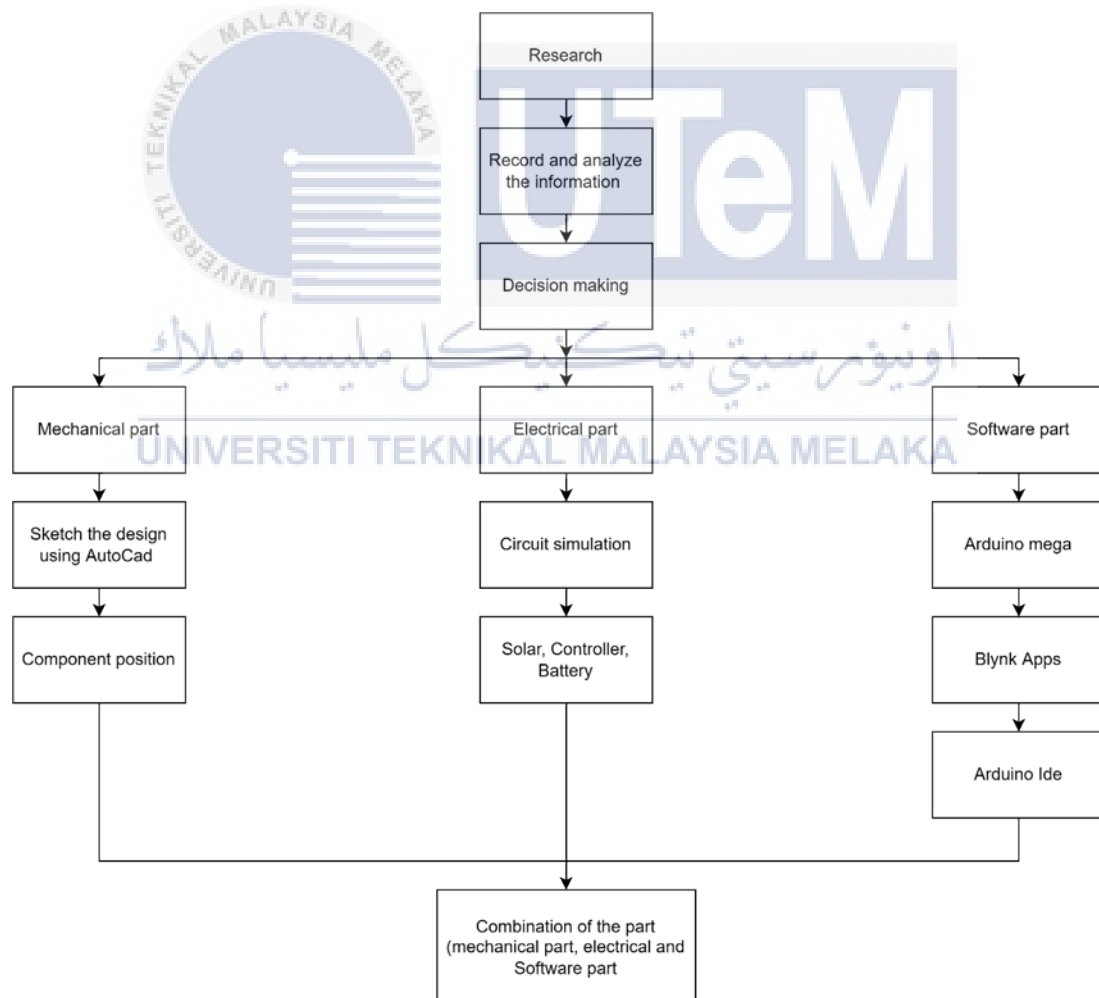 UNIVERSITI TEKNIKAL MALAYSIA MELAKA
UTeM
اونيۏرسيتي تيكنيكل مليسيا ملاك
UNIVERSITI TEKNIKAL MALAYSIA MELAKA
Research
Record and analyze
the information
Decision making
Mechanical part
Electrical part
Software part
Sketch the design
using AutoCad
Circuit simulation
Arduino mega
Component position
Solar, Controller,
Battery
Blynk Apps
Arduino Ide
Combination of the part
(mechanical part, electrical and
Software part